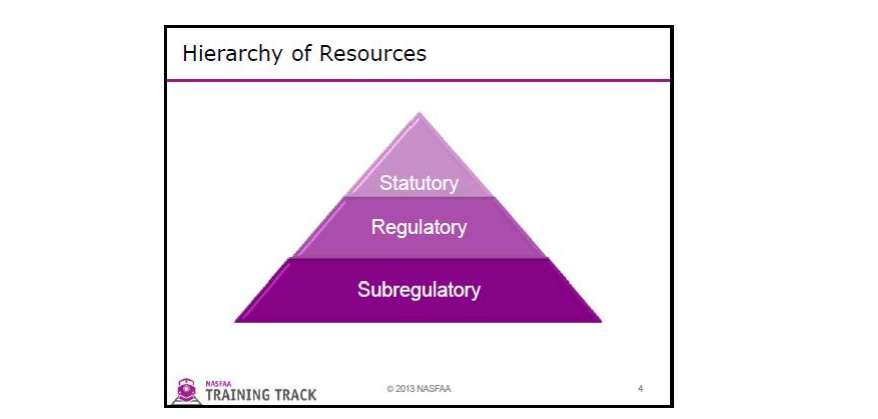 Hierarchy of Resources
Statutory
Regulatory
Subregulatory
NASFAA
TRAINING TRACK
© 2013 NASFAA
4